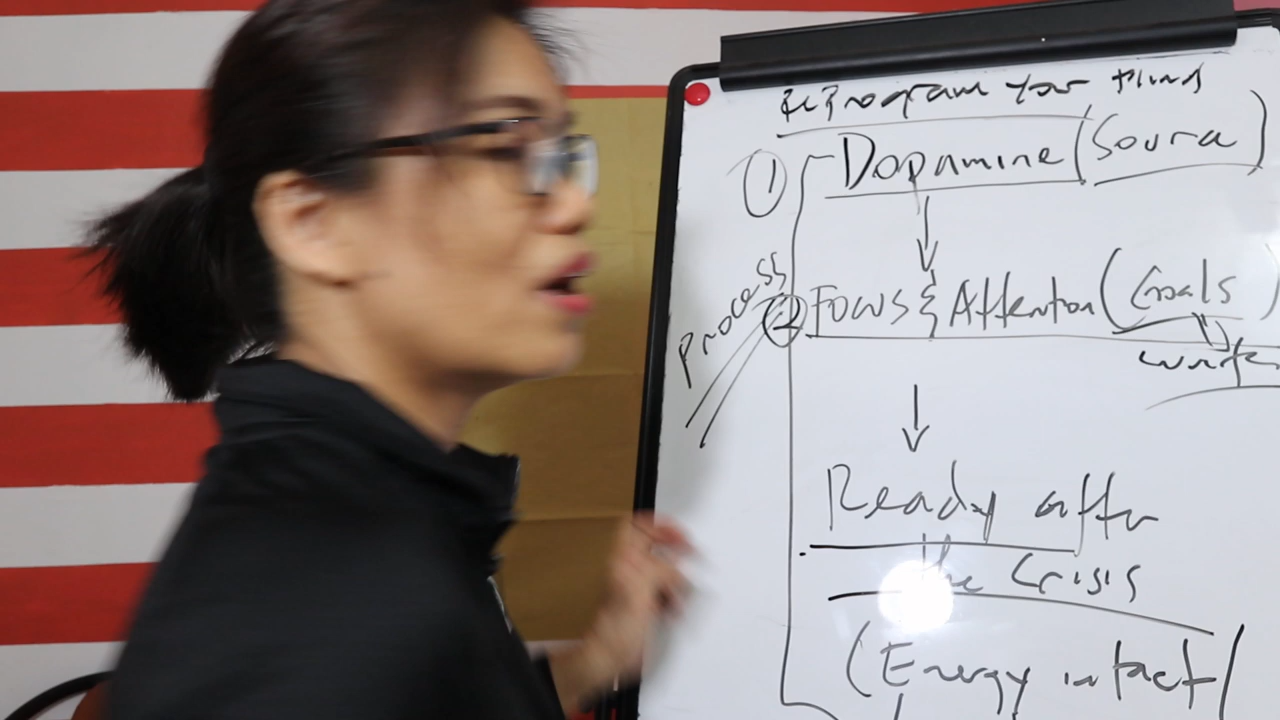 ReProgram Your Mind
① Dopamine (Source)
Process
② Focus & Attention (Goals)
write
Ready after
the Crisis
(Energy intact)